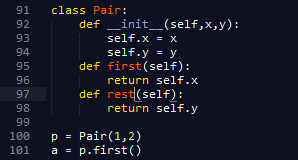 91 class Pair:
92     def __init__(self,x,y):
93         self.x = x
94         self.y = y
95     def first(self):
96         return self.x
97     def rest(self):
98         return self.y
99
100 p = Pair(1,2)
101 a = p.first()